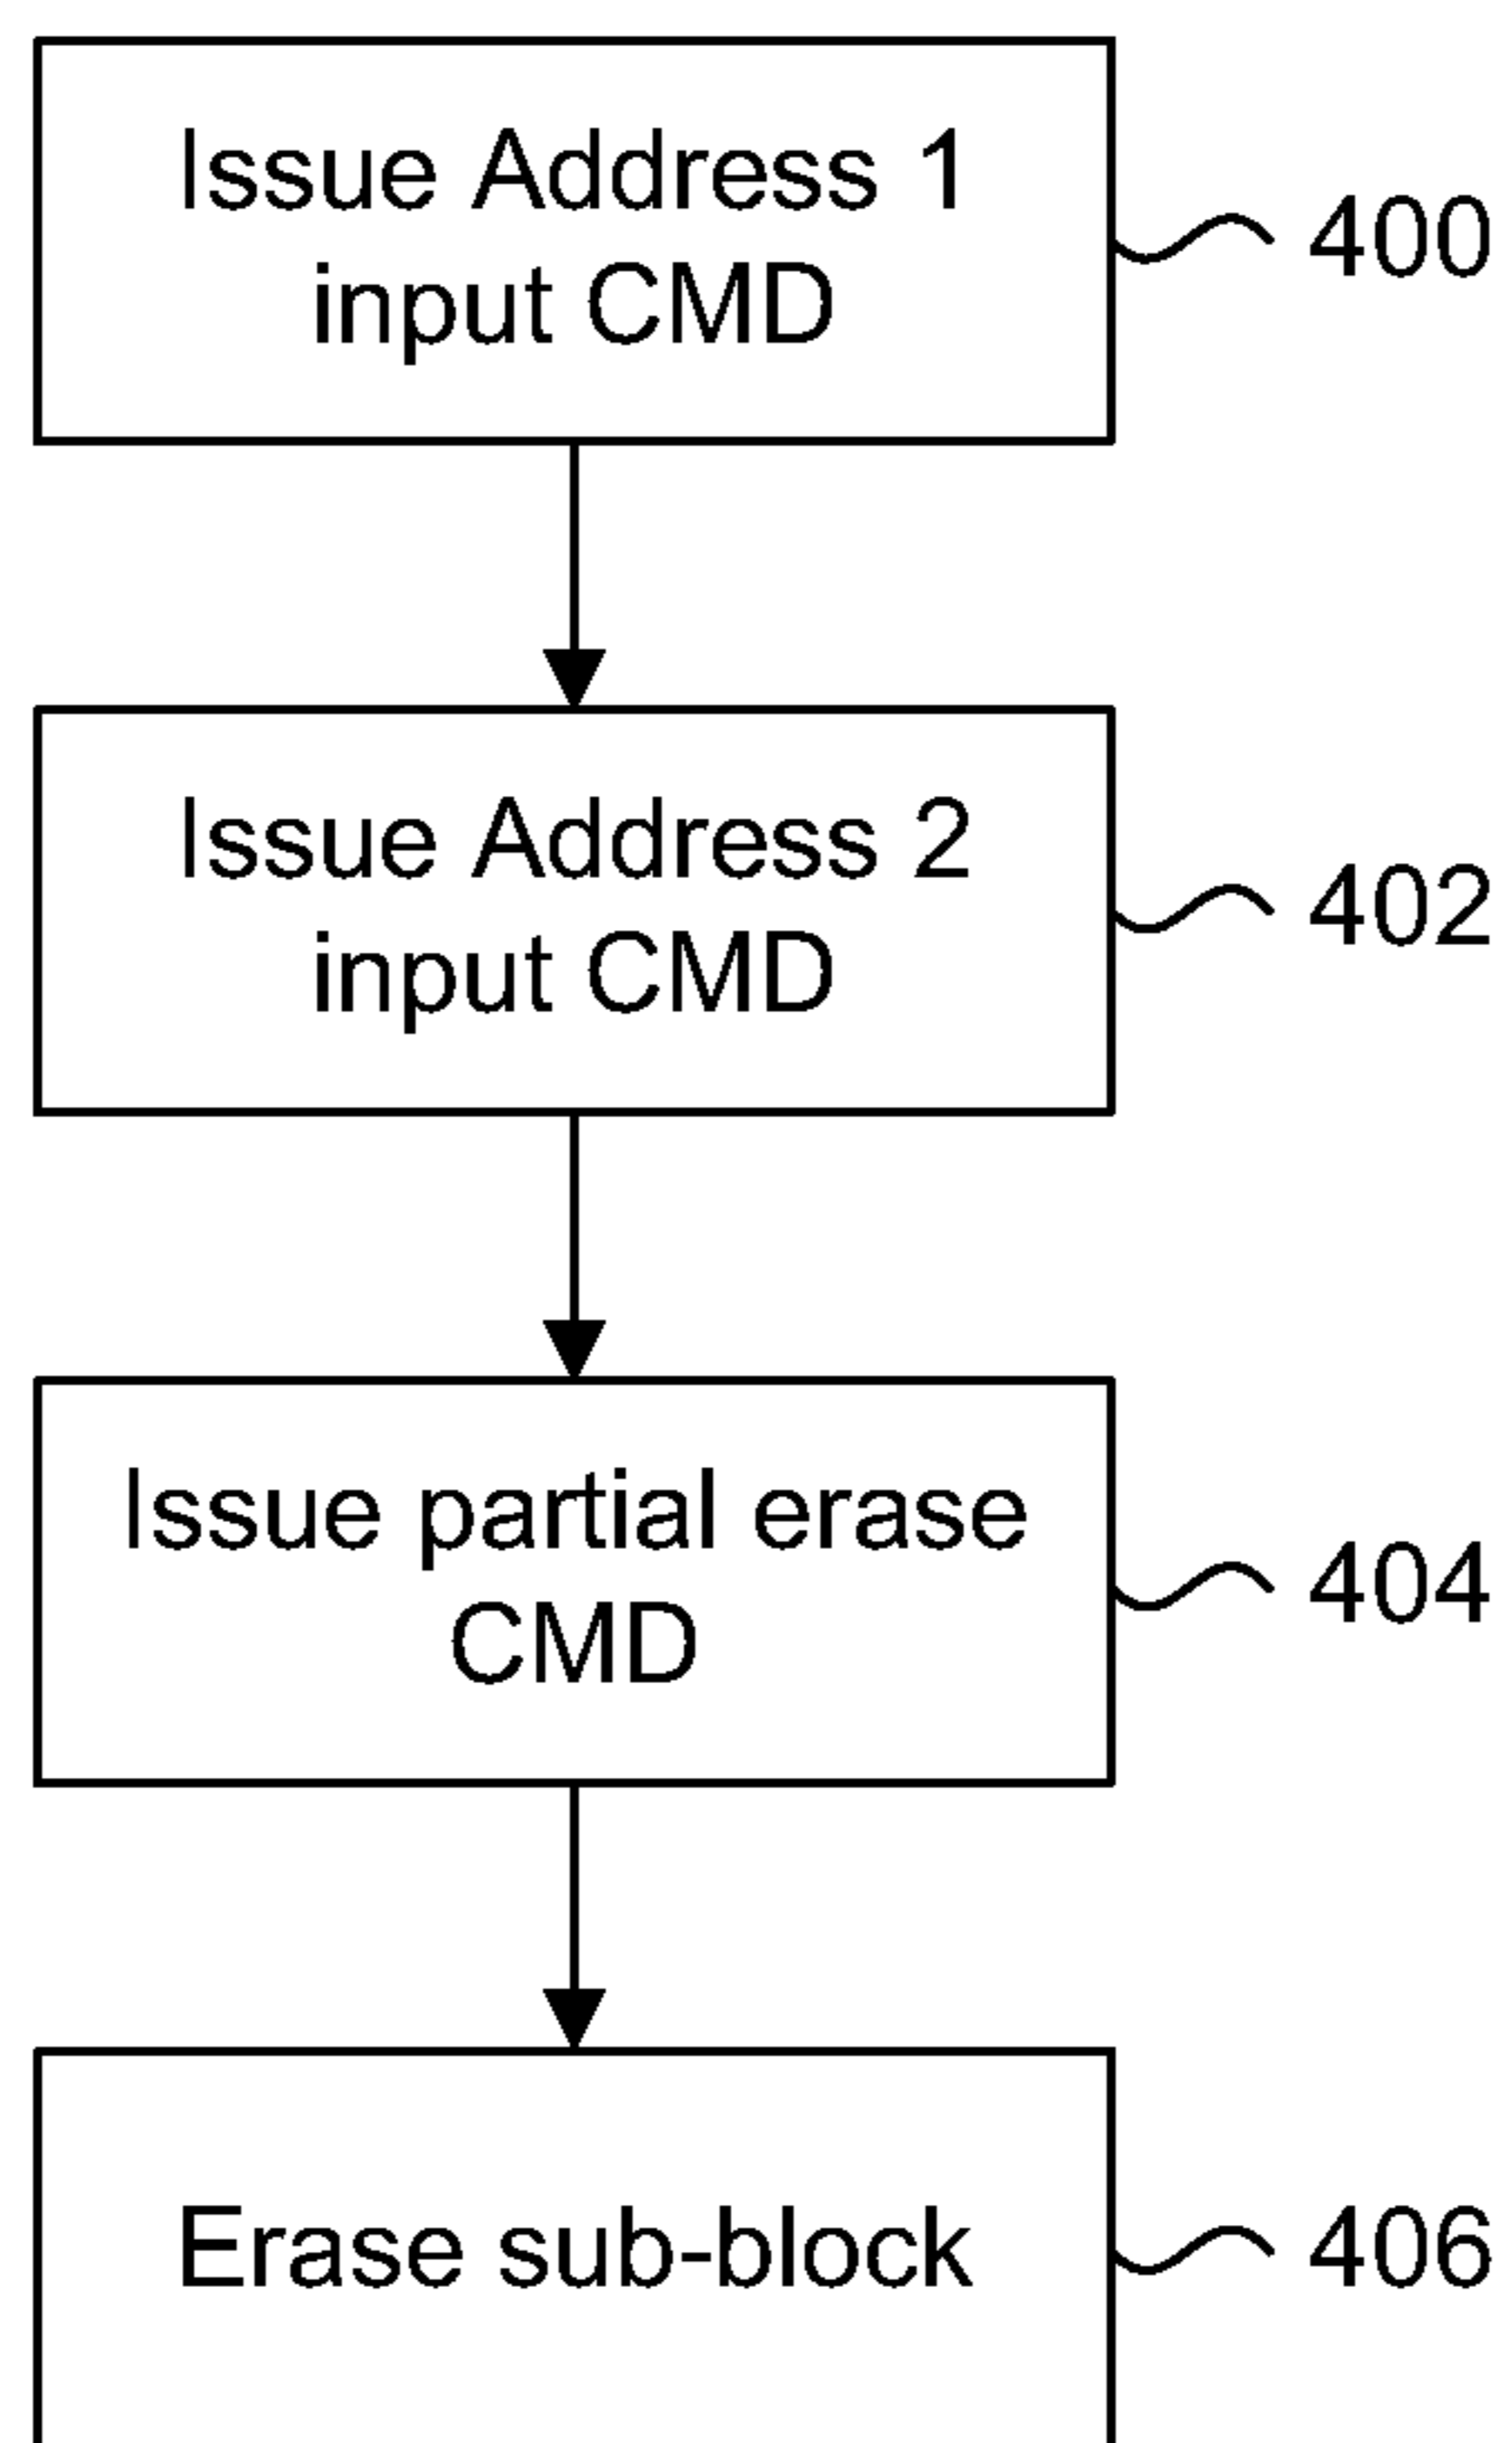 Issue Address 1
input CMD
400
Issue Address 2
input CMD
402
Issue partial erase
CMD
404
Erase sub-block
406